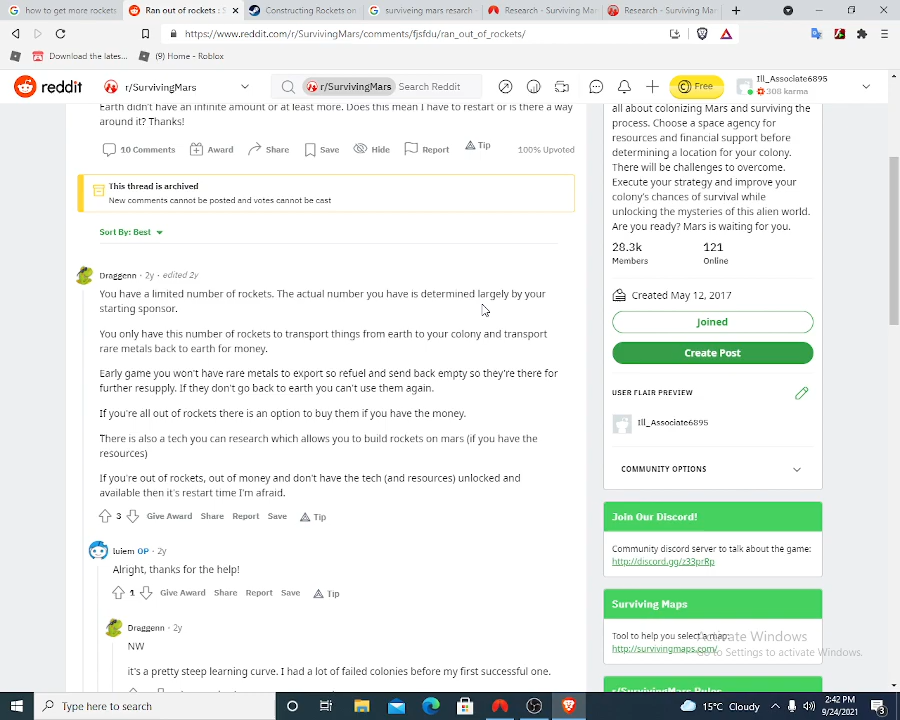 how to get more rockets
Ran out of rockets : S
Constructing Rockets on
surviveing mars resarch
Research - Surviving Mar
Research - Surviving Mar
https://www.reddit.com/r/SurvivingMars/comments/fjsfdu/ran_out_of_rockets/
Download the lates...
(9) Home - Roblox
reddit
r/SurvivingMars
r/SurvivingMars
Search Reddit
Free
Ill_Associate6895
308 karma
Earth didn't have an infinite amount or at least more. Does this mean I have to restart or is there a way
around it? Thanks!
10 Comments
Award
Share
Save
Hide
Report
Tip
100% Upvoted
This thread is archived
New comments cannot be posted and votes cannot be cast
Sort By: Best
Draggenn · 2y · edited 2y
You have a limited number of rockets. The actual number you have is determined largely by your
starting sponsor.
You only have this number of rockets to transport things from earth to your colony and transport
rare metals back to earth for money.
Early game you won't have rare metals to export so refuel and send back empty so they're there for
further resupply. If they don't go back to earth you can't use them again.
If you're all out of rockets there is an option to buy them if you have the money.
There is also a tech you can research which allows you to build rockets on mars (if you have the
resources)
If you're out of rockets, out of money and don't have the tech (and resources) unlocked and
available then it's restart time I'm afraid.
3
Give Award
Share
Report
Save
Tip
luiem OP · 2y
Alright, thanks for the help!
1
Give Award
Share
Report
Save
Tip
Draggenn · 2y
NW
it's a pretty steep learning curve. I had a lot of failed colonies before my first successful one.
all about colonizing Mars and surviving the
process. Choose a space agency for
resources and financial support before
determining a location for your colony.
There will be challenges to overcome.
Execute your strategy and improve your
colony's chances of survival while
unlocking the mysteries of this alien world.
Are you ready? Mars is waiting for you.
28.3k
121
Members
Online
Created May 12, 2017
Joined
Create Post
USER FLAIR PREVIEW
Ill_Associate6895
COMMUNITY OPTIONS
Join Our Discord!
Community discord server to talk about the game:
http://discord.gg/z33prRp
Surviving Maps
Tool to help you select a map:
http://survivingmaps.com/
r/SurvivingMars Rules
Activate Windows
Go to Settings to activate Windows.
Type here to search
15°C Cloudy
2:42 PM
9/24/2021
3